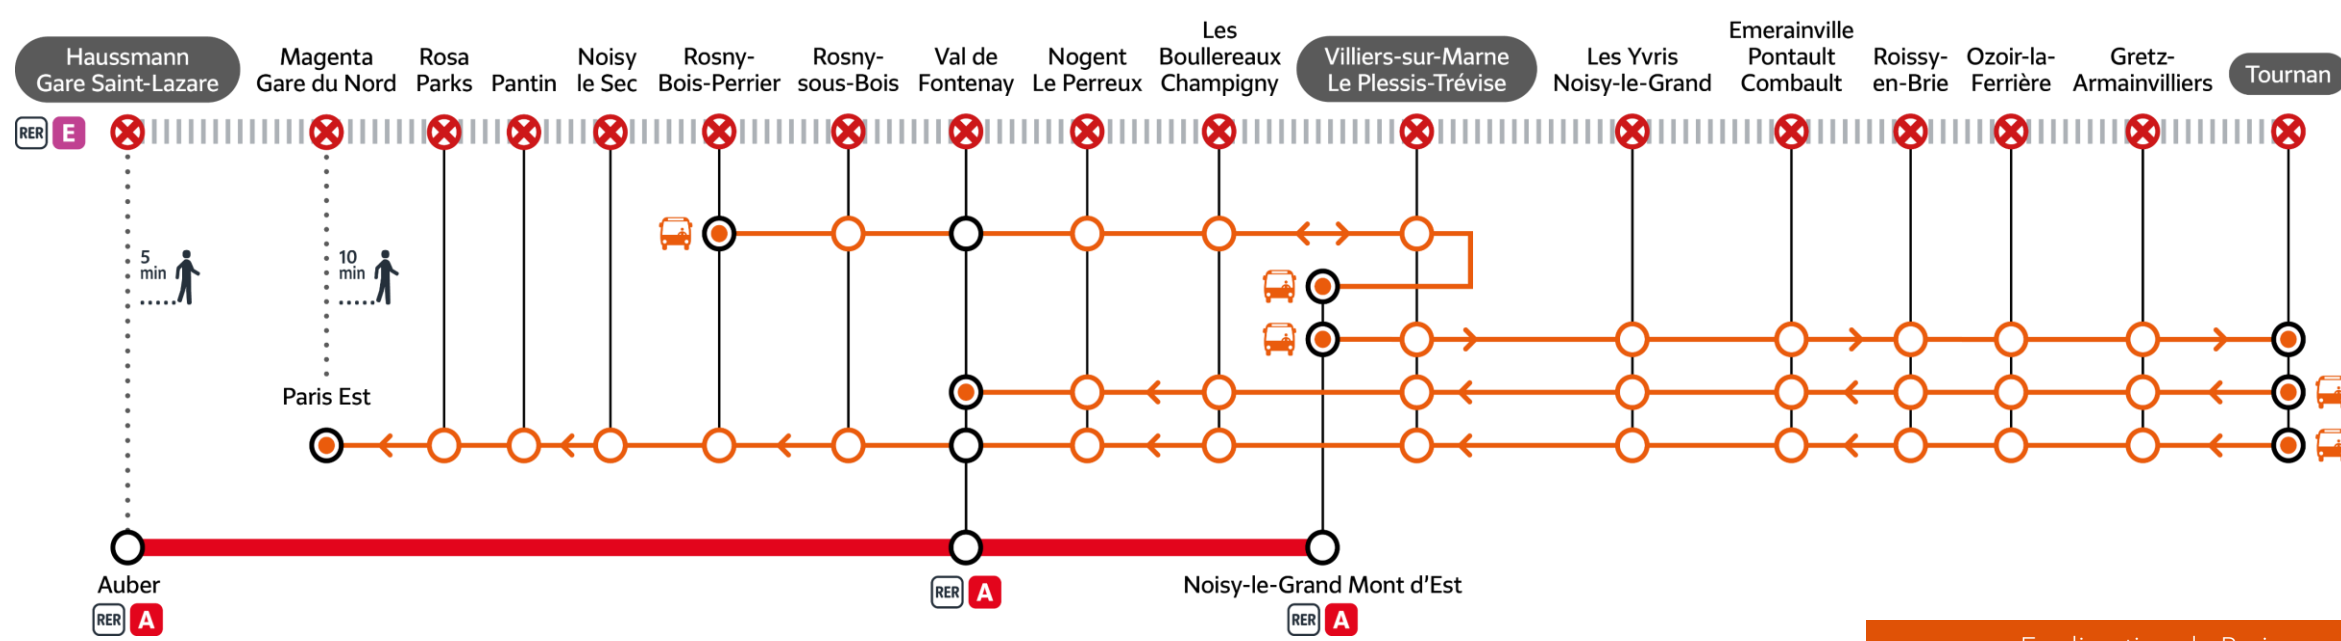 Haussmann
Gare Saint-Lazare
Magenta
Gare du Nord
Rosa
Parks
Pantin
Noisy
le Sec
Rosny-
Bois-Perrier
Rosny-
sous-Bois
Val de
Fontenay
Nogent
Le Perreux
Les
Boullereaux
Champigny
Villiers-sur-Marne
Le Plessis-Trévise
Les Yvris
Noisy-le-Grand
Emerainville
Pontault
Combault
Roissy-
en-Brie
Ozoir-la-
Ferrière
Gretz-
Armainvilliers
Tournan
RER E
5
min
10
min
Paris Est
Auber
RER A
RER A
Noisy-le-Grand Mont d'Est
RER A